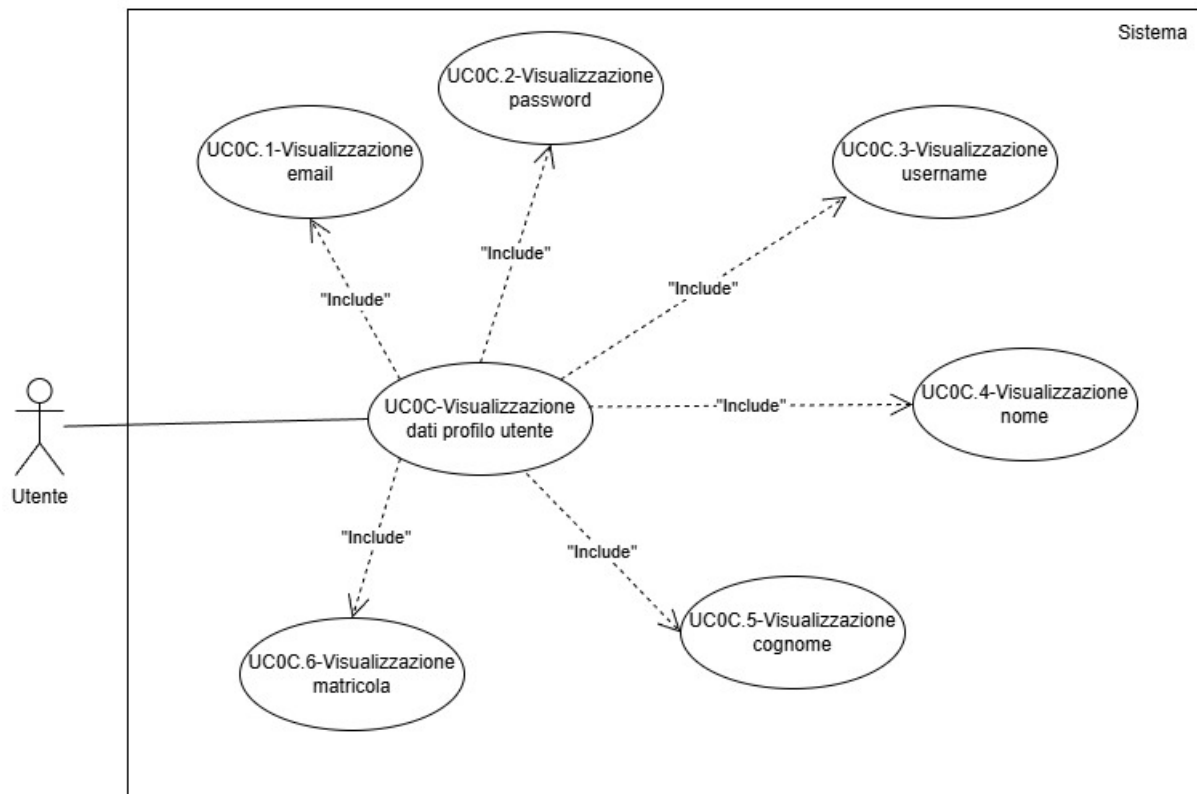 Sistema
UC0C.2-Visualizzazione
password
UC0C.1-Visualizzazione
email
UC0C.3-Visualizzazione
username
"Include"
"Include"
"Include"
UC0C-Visualizzazione
dati profilo utente
"Include"
UC0C.4-Visualizzazione
nome
Utente
"Include"
"Include"
UC0C.5-Visualizzazione
cognome
UC0C.6-Visualizzazione
matricola